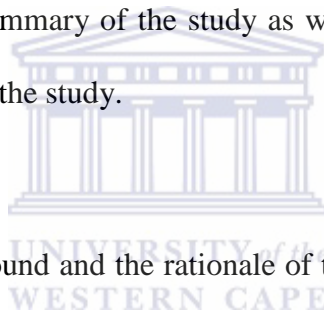 mmary of the study as w
the study.
UNIVERSITY of the
ound and the rationale of t
WESTERN CAPE